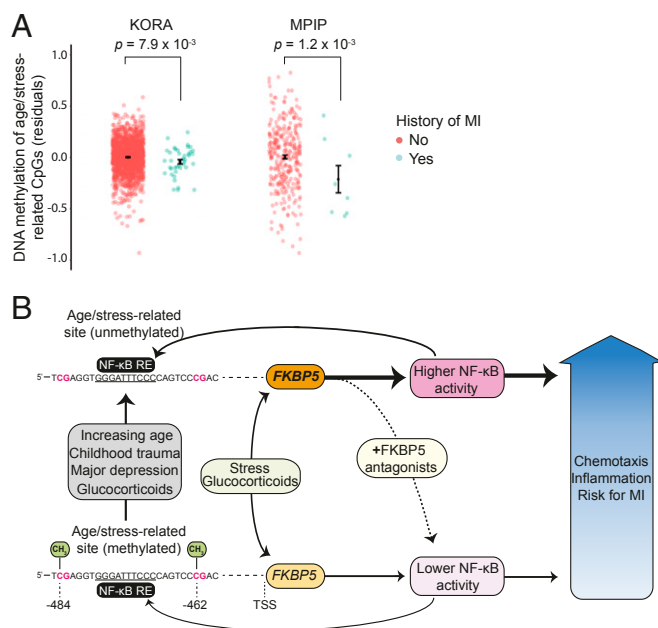 A
KORA
MPIP
p = 7.9 x 10-3
p = 1.2 x 10-3
DNA methylation of age/stress-
related CpGs (residuals)
1.0
0.5
0.0
-0.5
-1.0
History of MI
No
Yes
B
Age/stress-related
site (unmethylated)
NF-κB RE
5'–TCGAGGTGGGATTTCCCCAGTCCCGAC
FKBP5
Higher NF-κB
activity
Increasing age
Childhood trauma
Major depression
Glucocorticoids
Stress
Glucocorticoids
+FKBP5
antagonists
Chemotaxis
Inflammation
Risk for MI
Age/stress-related
site (methylated)
CH3
CH3
5'–TCGAGGTGGGATTTCCCCAGTCCCGAC
FKBP5
Lower NF-κB
activity
NF-κB RE
-484
-462
TSS